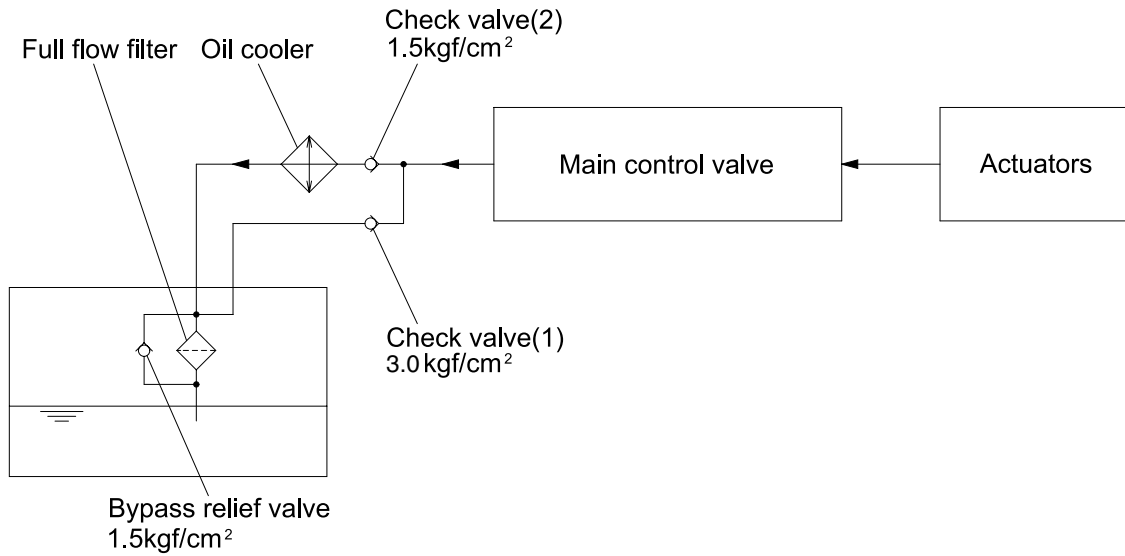 Check valve(2)
1.5kgf/cm²
Full flow filter
Oil cooler
Main control valve
Actuators
Check valve(1)
3.0kgf/cm²
Bypass relief valve
1.5kgf/cm²